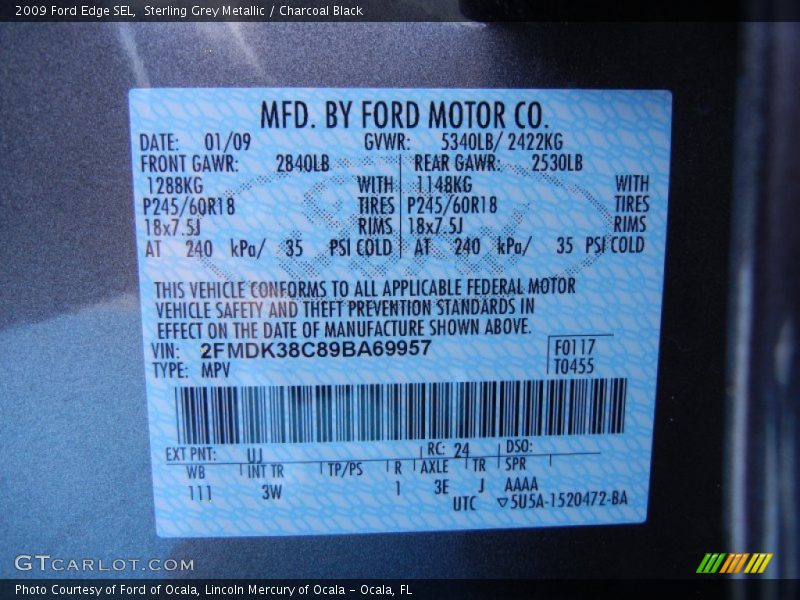 2009 Ford Edge SEL, Sterling Grey Metallic / Charcoal Black
MFD. BY FORD MOTOR CO.
DATE: 01/09 GVWR: 5340LB/ 2422KG
FRONT GAWR: 2840LB REAR GAWR: 2530LB
1288KG WITH 1148KG WITH
P245/60R18 TIRES P245/60R18 TIRES
18x7.5J RIMS 18x7.5J RIMS
AT 240 kPa/ 35 PSI COLD AT 240 kPa/ 35 PSI COLD
THIS VEHICLE CONFORMS TO ALL APPLICABLE FEDERAL MOTOR
VEHICLE SAFETY AND THEFT PREVENTION STANDARDS IN
EFFECT ON THE DATE OF MANUFACTURE SHOWN ABOVE.
VIN: 2FMDK38C89BA69957 F0117
TYPE: MPV T0455
EXT PNT: UJ RC: 24 DSO:
WB INT TR TP/PS R AXLE TR SPR
111 3W 1 3E J AAAA
UTC ▽5U5A-1520472-BA
GTCARLOT.COM
Photo Courtesy of Ford of Ocala, Lincoln Mercury of Ocala - Ocala, FL